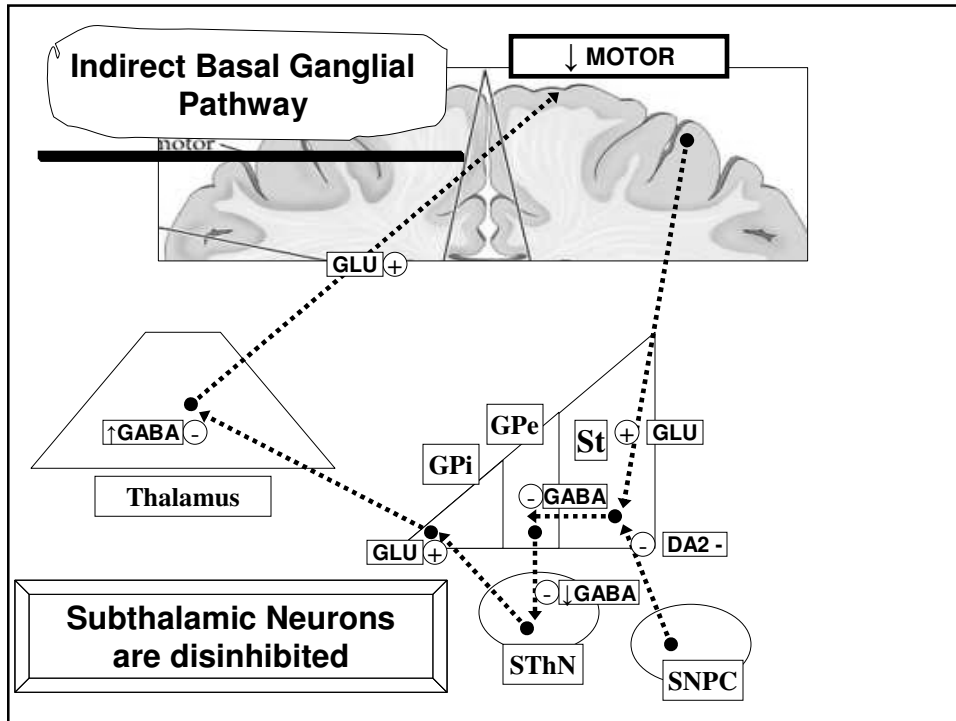 Indirect Basal Ganglial
Pathway
↓ MOTOR
motor
GLU +
GPe
St + GLU
↑GABA -
GPi
Thalamus
- GABA
GLU +
- DA2 -
- ↓GABA
Subthalamic Neurons
are disinhibited
SThN
SNPC